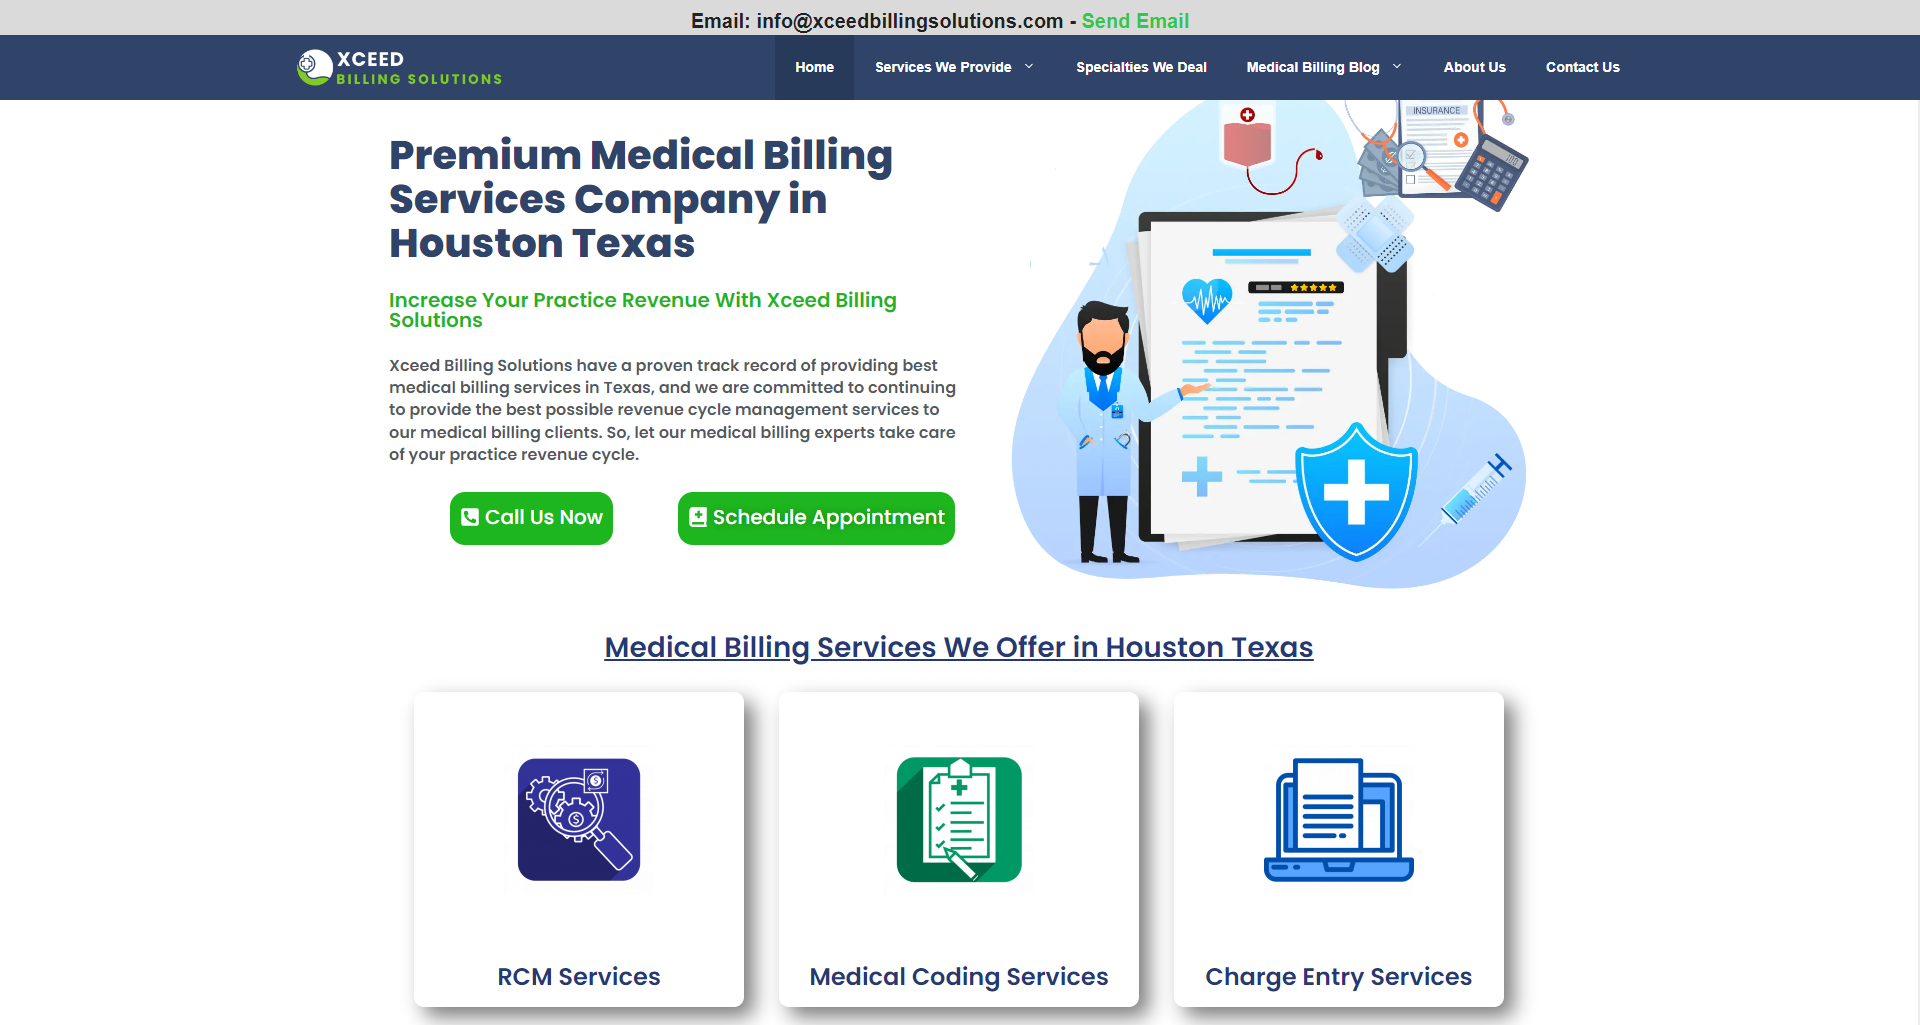 Email: info@xceedbillingsolutions.com - Send Email
XCEED
BILLING SOLUTIONS
Home
Services We Provide
Specialties We Deal
Medical Billing Blog
About Us
Contact Us
INSURANCE
Premium Medical Billing
Services Company in
Houston Texas
Increase Your Practice Revenue With Xceed Billing
Solutions
Xceed Billing Solutions have a proven track record of providing best
medical billing services in Texas, and we are committed to continuing
to provide the best possible revenue cycle management services to
our medical billing clients. So, let our medical billing experts take care
of your practice revenue cycle.
Call Us Now
Schedule Appointment
Medical Billing Services We Offer in Houston Texas
RCM Services
Medical Coding Services
Charge Entry Services